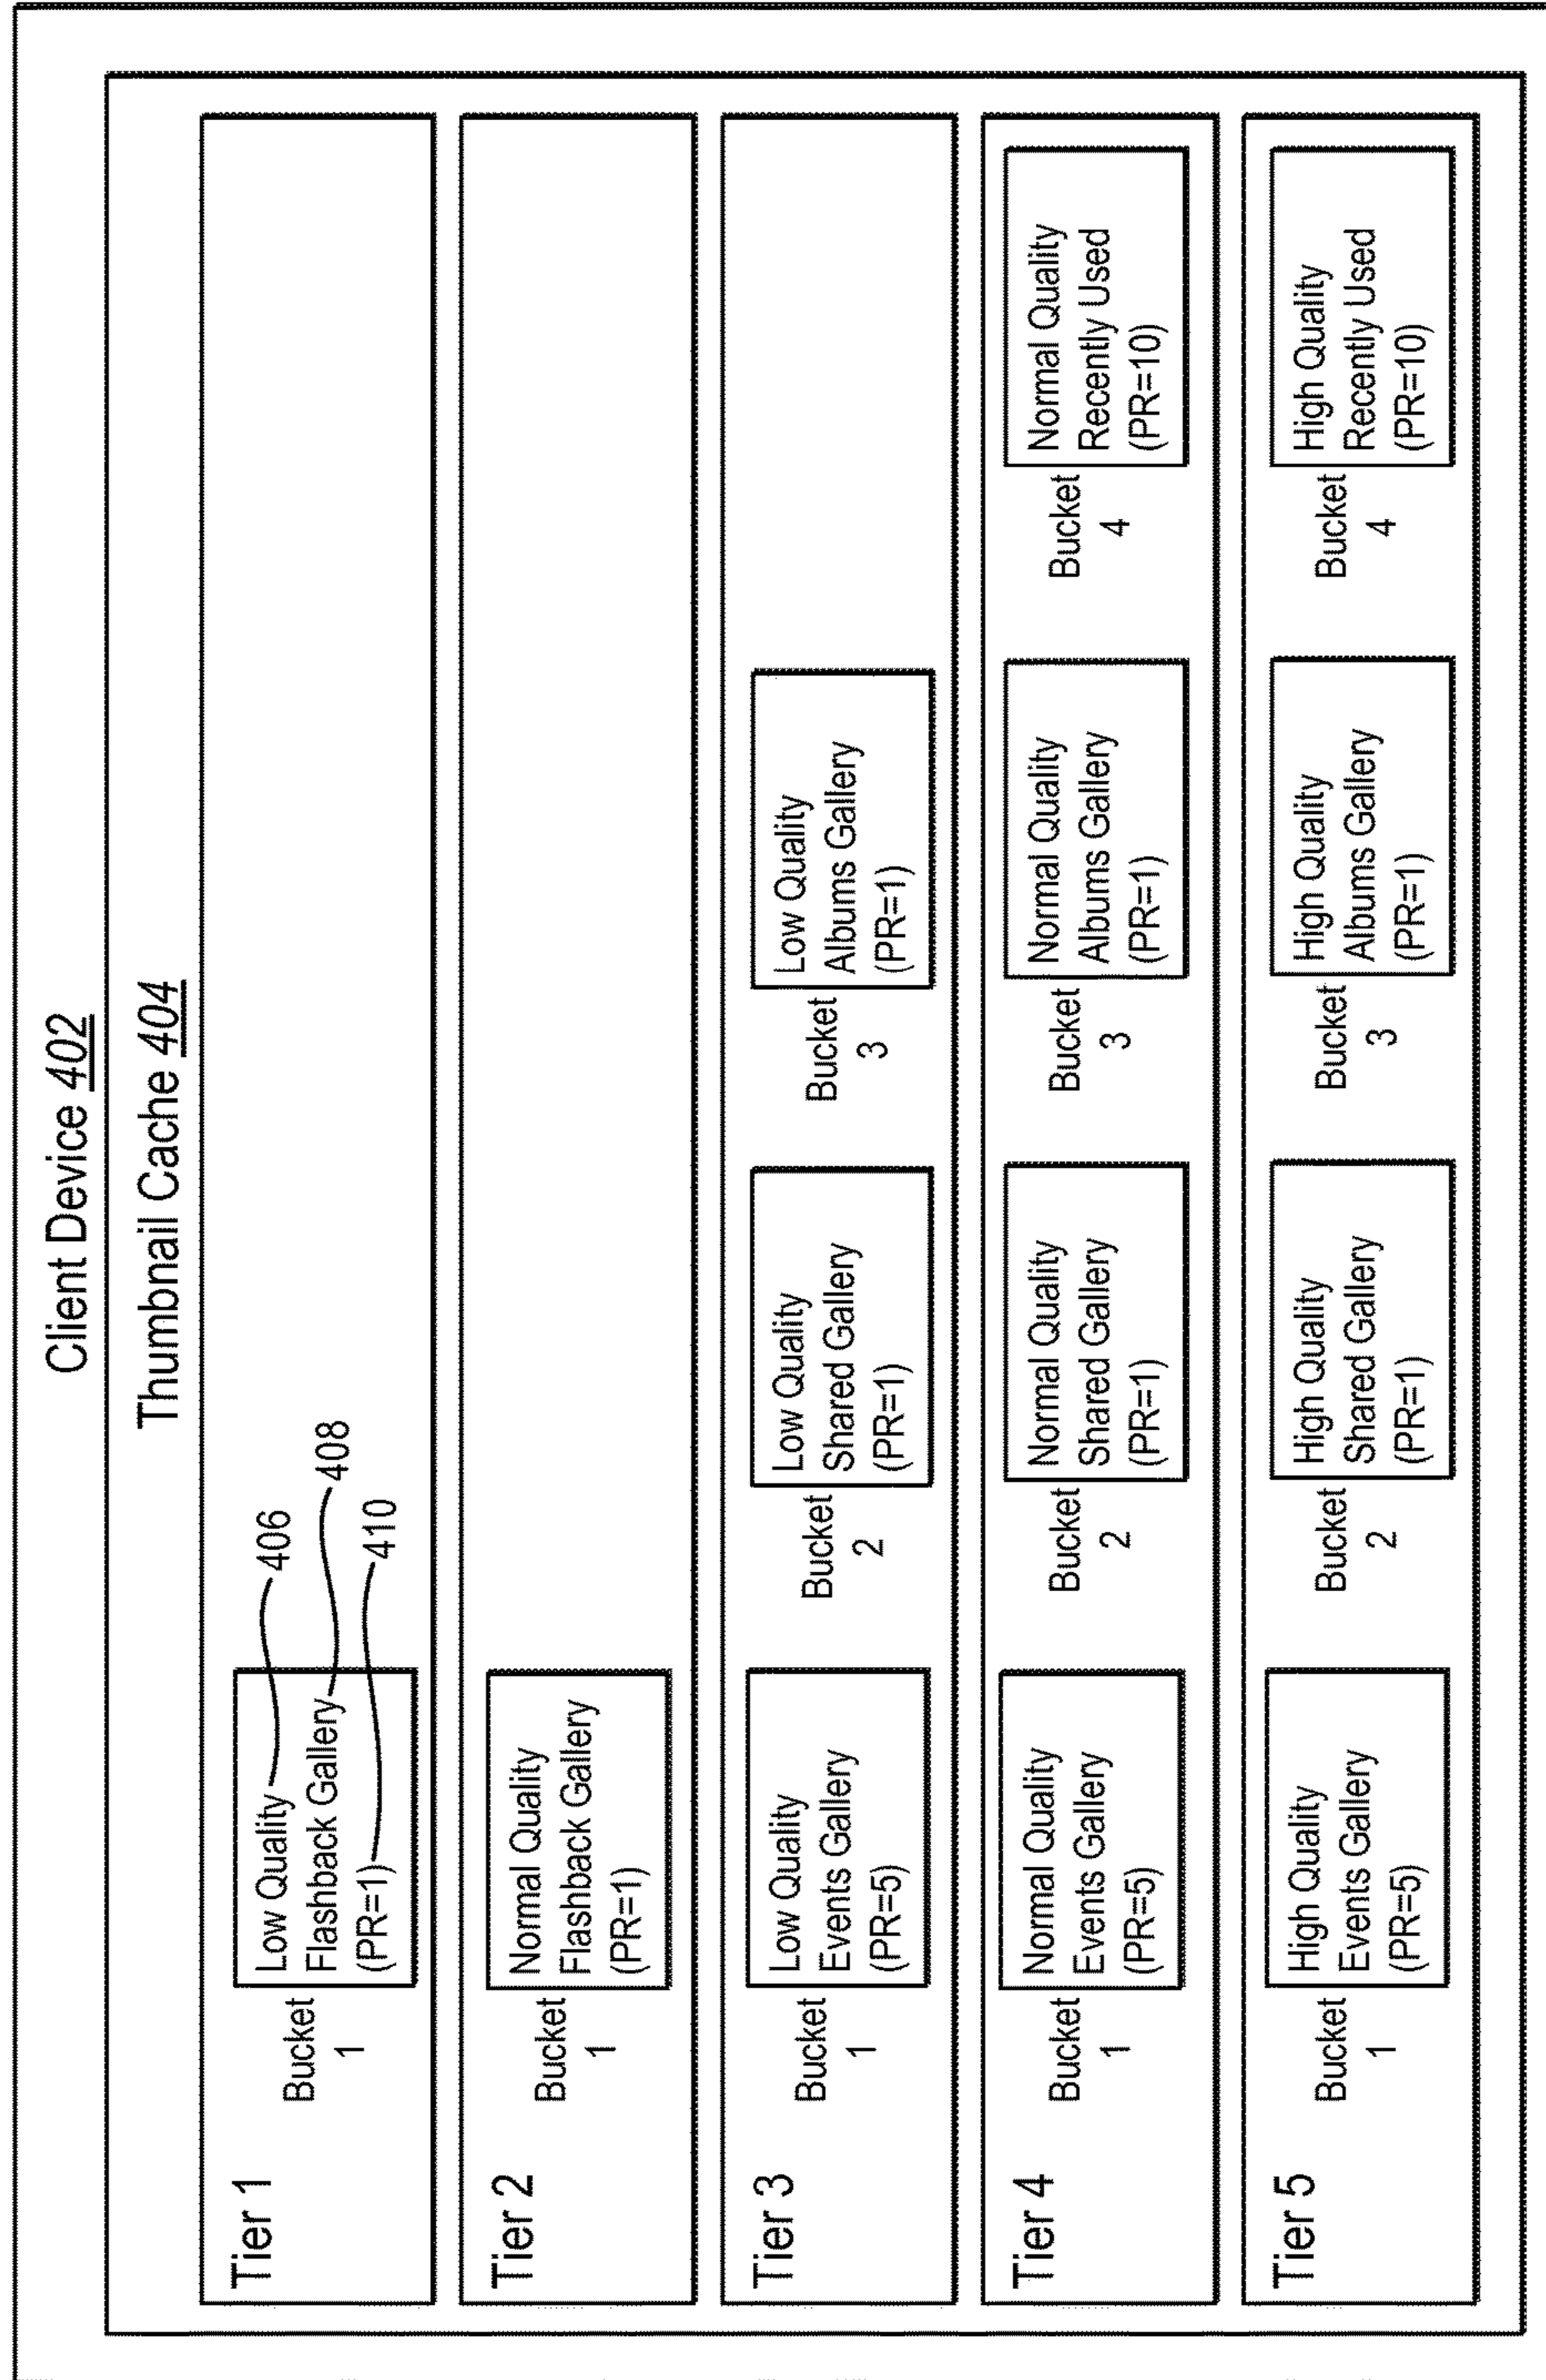 Client Device 402
Thumbnail Cache 404
Tier 1
Bucket
1
Low Quality
Flashback Gallery
(PR=1)
406
408
410
Tier 2
Bucket
1
Normal Quality
Flashback Gallery
(PR=1)
Tier 3
Bucket
1
Low Quality
Events Gallery
(PR=5)
Bucket
2
Low Quality
Shared Gallery
(PR=1)
Bucket
3
Low Quality
Albums Gallery
(PR=1)
Tier 4
Bucket
1
Normal Quality
Events Gallery
(PR=5)
Bucket
2
Normal Quality
Shared Gallery
(PR=1)
Bucket
3
Normal Quality
Albums Gallery
(PR=1)
Bucket
4
Normal Quality
Recently Used
(PR=10)
Tier 5
Bucket
1
High Quality
Events Gallery
(PR=5)
Bucket
2
High Quality
Shared Gallery
(PR=1)
Bucket
3
High Quality
Albums Gallery
(PR=1)
Bucket
4
High Quality
Recently Used
(PR=10)